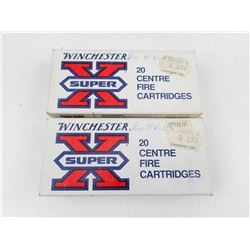 WINCHESTER
X
SUPER
20
CENTRE
FIRE
CARTRIDGES
WINCHESTER
X
SUPER
20
CENTRE
FIRE
CARTRIDGES